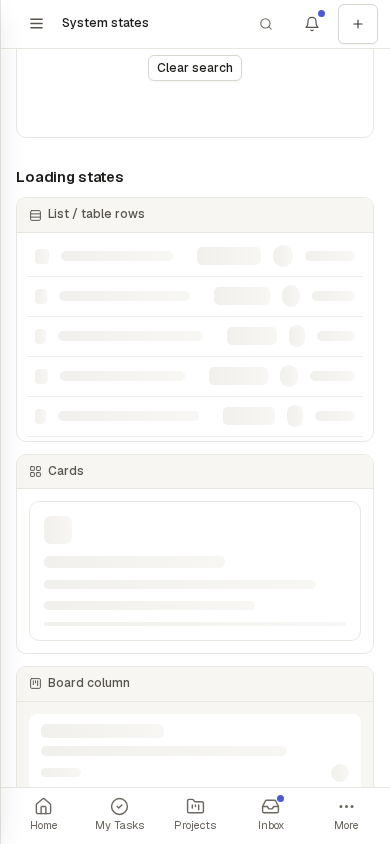 System states
Clear search
Loading states
List / table rows
Cards
Board column
Home
My Tasks
Projects
Inbox
More